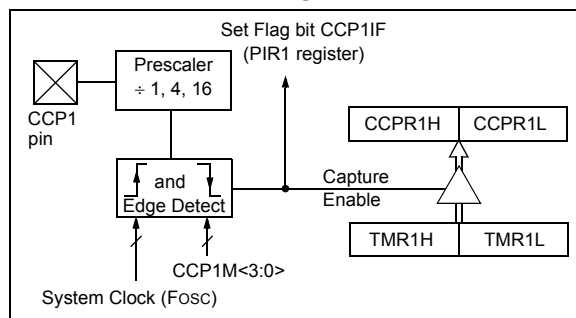 Set Flag bit CCP1IF
(PIR1 register)
Prescaler
÷ 1, 4, 16
CCP1
pin
CCPR1H
CCPR1L
and
Edge Detect
Capture
Enable
TMR1H
TMR1L
CCP1M<3:0>
System Clock (FOSC)